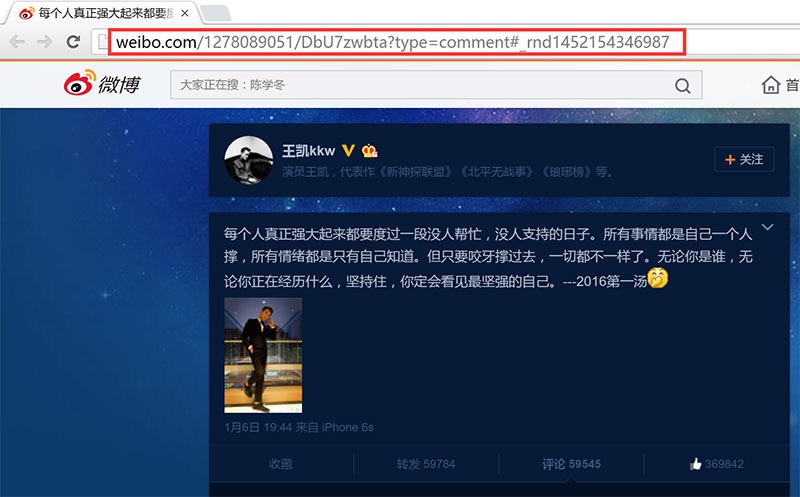 每个人真正强大起来都要度
weibo.com/1278089051/DbU7zwbta?type=comment#_rnd1452154346987
微博
大家正在搜：陈学冬
首
王凯kkw
+ 关注
演员王凯，代表作《新神探联盟》《北平无战事》《琅琊榜》等。
每个人真正强大起来都要度过一段没人帮忙，没人支持的日子。所有事情都是自己一个人
撑，所有情绪都是只有自己知道。但只要咬牙撑过去，一切都不一样了。无论你是谁，无
论你正在经历什么，坚持住，你定会看见最坚强的自己。---2016第一汤
1月6日 19:44 来自 iPhone 6s
收藏 转发 59784 评论 59545 369842